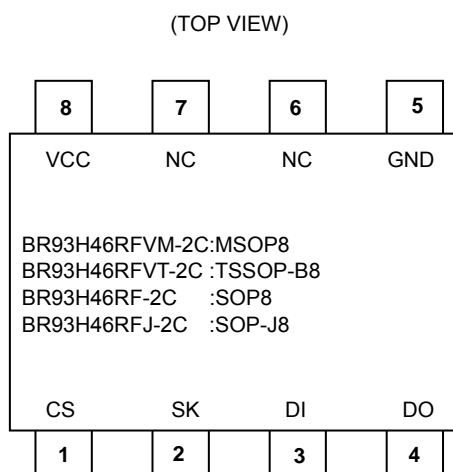 (TOP VIEW)
8 7 6 5
VCC NC NC GND
BR93H46RFVM-2C:MSOP8
BR93H46RFVT-2C :TSSOP-B8
BR93H46RF-2C :SOP8
BR93H46RFJ-2C :SOP-J8
CS SK DI DO
1 2 3 4